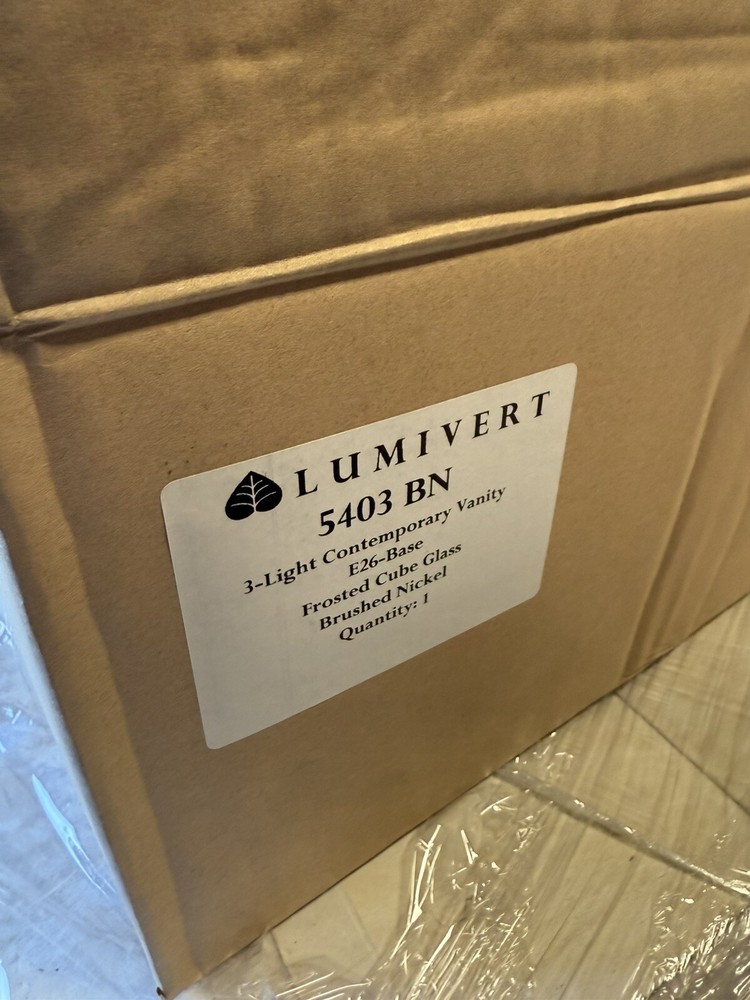 LUMIVERT
5403 BN
3-Light Contemporary Vanity
E26-Base
Frosted Cube Glass
Brushed Nickel
Quantity: 1